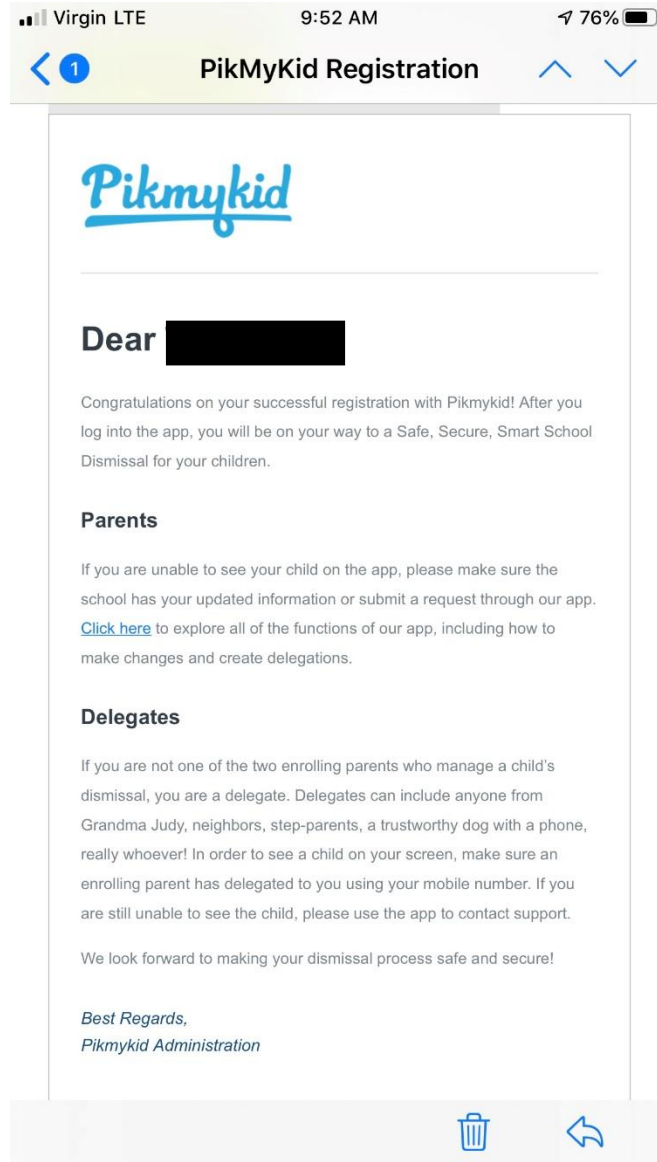 Virgin LTE 9:52 AM 76%
1 PikMyKid Registration
Pikmykid
Dear
Congratulations on your successful registration with Pikmykid! After you
log into the app, you will be on your way to a Safe, Secure, Smart School
Dismissal for your children.
Parents
If you are unable to see your child on the app, please make sure the
school has your updated information or submit a request through our app.
Click here to explore all of the functions of our app, including how to
make changes and create delegations.
Delegates
If you are not one of the two enrolling parents who manage a child's
dismissal, you are a delegate. Delegates can include anyone from
Grandma Judy, neighbors, step-parents, a trustworthy dog with a phone,
really whoever! In order to see a child on your screen, make sure an
enrolling parent has delegated to you using your mobile number. If you
are still unable to see the child, please use the app to contact support.
We look forward to making your dismissal process safe and secure!
Best Regards,
Pikmykid Administration